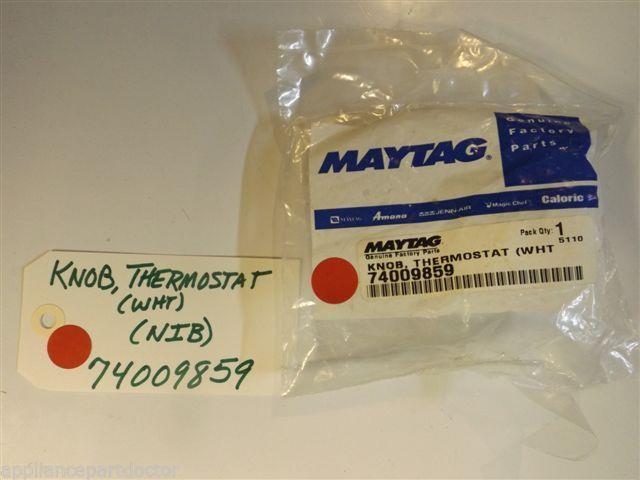 KNOB, THERMOSTAT
(WHT)
(NIB)
74009859
Genuine
Factory
Parts
MAYTAG®
MAYTAG Amana JENN-AIR Magic Chef Caloric
MAYTAG Pack Qty: 1
Genuine Factory Parts 5110
KNOB, THERMOSTAT (WHT
74009859
appliancepartdoctor